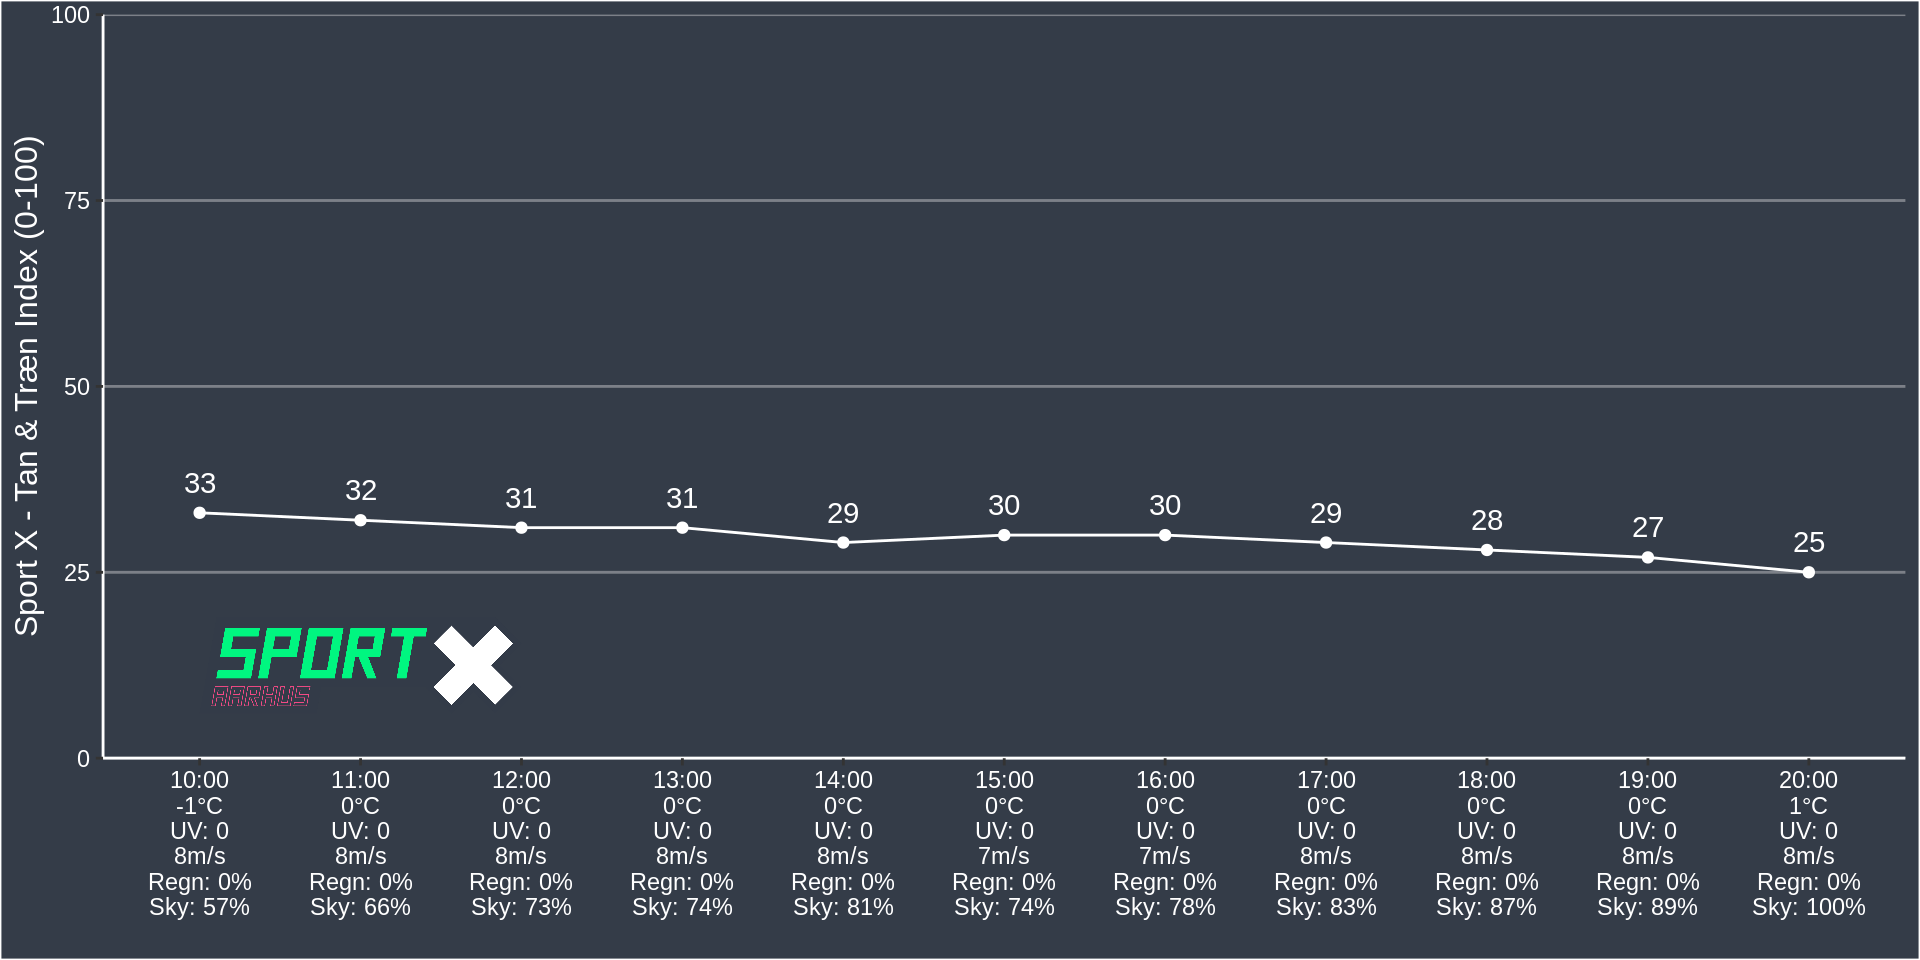 Sport X - Tan & Træn Index (0-100)
100
75
50
25
0
33
32
31
31
29
30
30
29
28
27
25
SPORT X
AARHUS
10:00 11:00 12:00 13:00 14:00 15:00 16:00 17:00 18:00 19:00 20:00
-1°C 0°C 0°C 0°C 0°C 0°C 0°C 0°C 0°C 0°C 1°C
UV: 0 UV: 0 UV: 0 UV: 0 UV: 0 UV: 0 UV: 0 UV: 0 UV: 0 UV: 0 UV: 0
8m/s 8m/s 8m/s 8m/s 8m/s 7m/s 7m/s 8m/s 8m/s 8m/s 8m/s
Regn: 0% Regn: 0% Regn: 0% Regn: 0% Regn: 0% Regn: 0% Regn: 0% Regn: 0% Regn: 0% Regn: 0% Regn: 0%
Sky: 57% Sky: 66% Sky: 73% Sky: 74% Sky: 81% Sky: 74% Sky: 78% Sky: 83% Sky: 87% Sky: 89% Sky: 100%